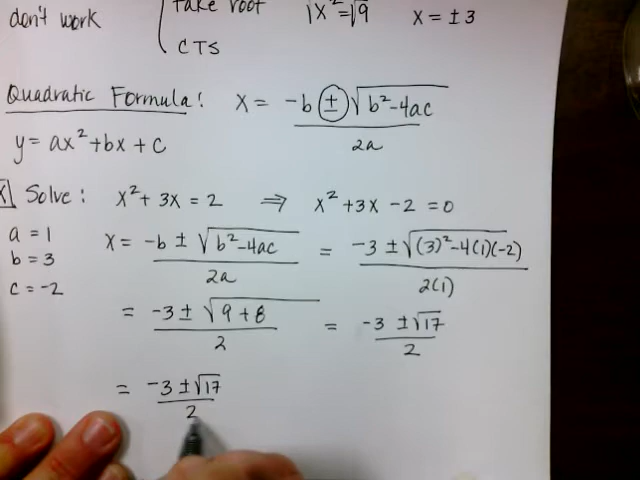 take root √x²=√9 x = ±3
don't work
CTS
Quadratic Formula: x = -b ± √b²-4ac / 2a
y = ax² + bx + c
Solve: x² + 3x = 2 ⇒ x² + 3x - 2 = 0
a = 1 x = -b ± √b²-4ac / 2a = -3 ± √(3)²-4(1)(-2) / 2(1)
b = 3
c = -2
= -3 ± √9+8 / 2 = -3 ± √17 / 2
= -3 ± √17 / 2